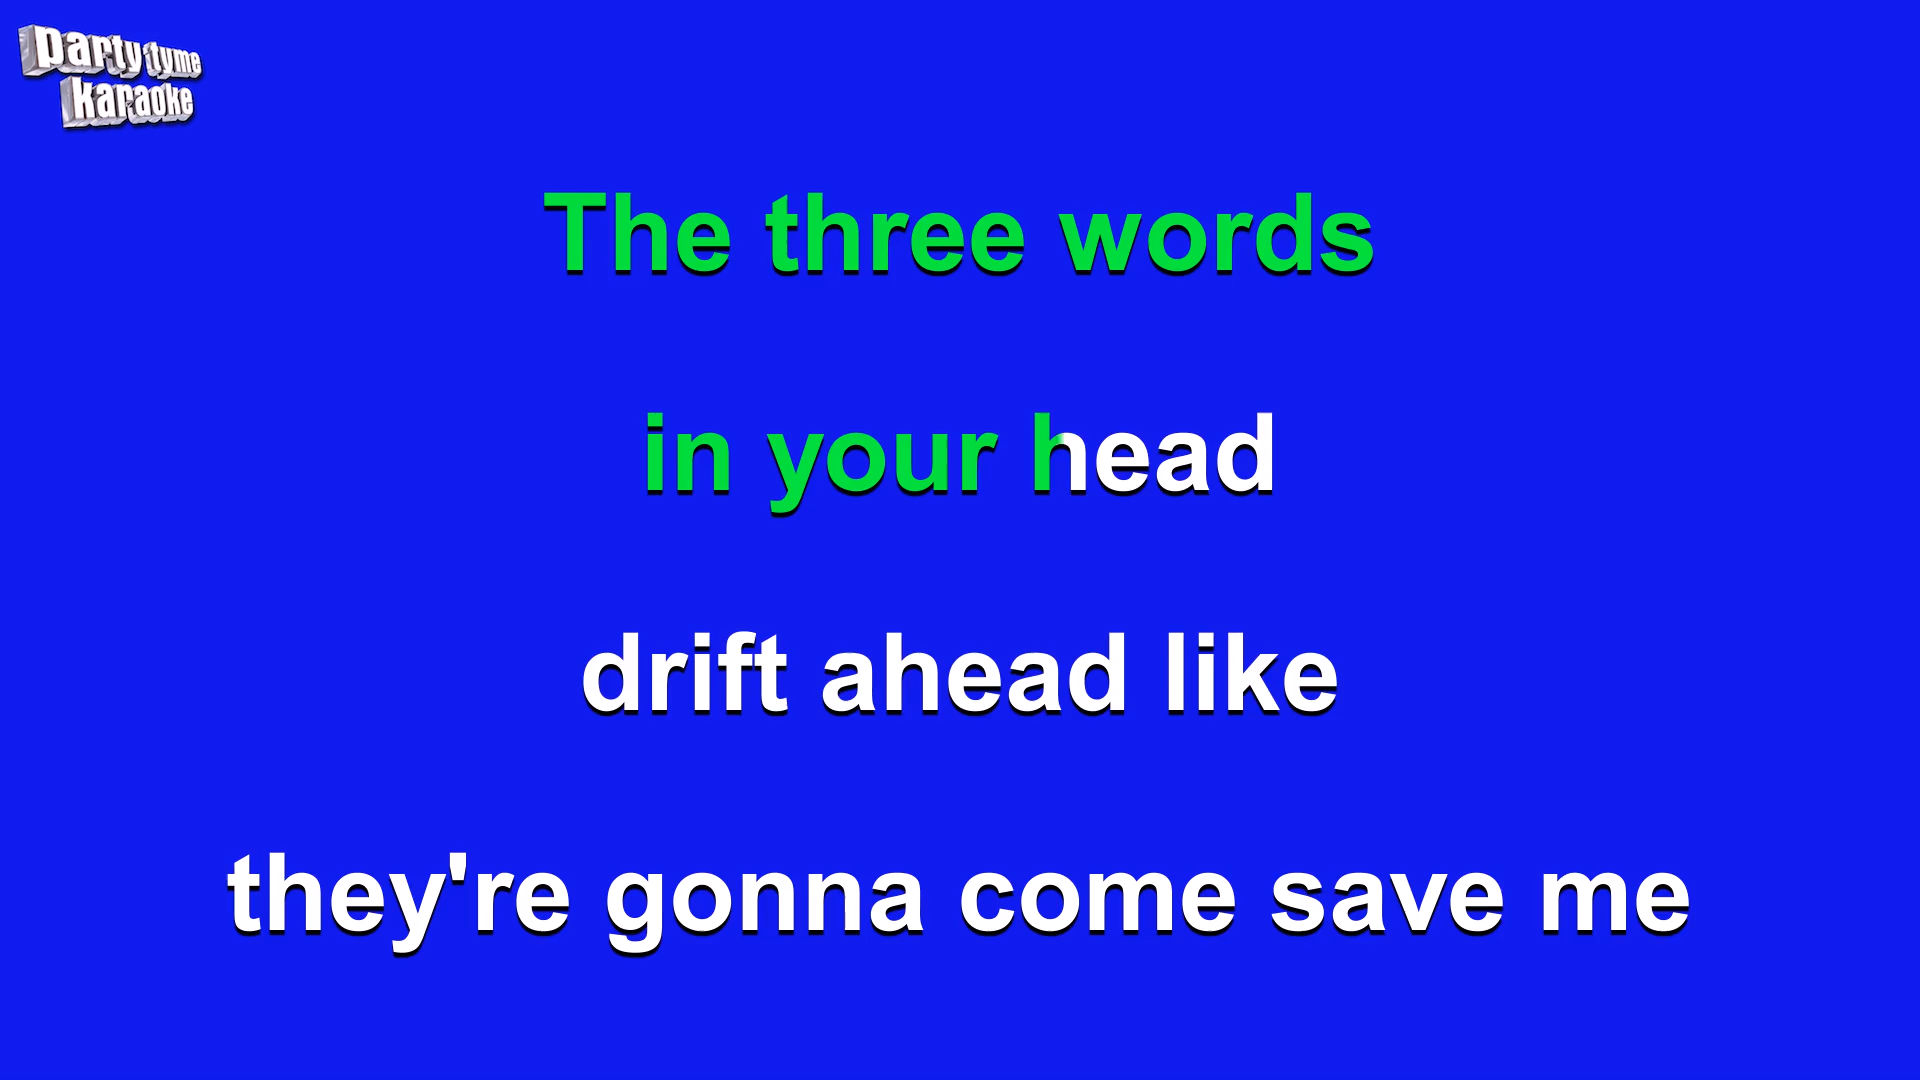 party tyme
karaoke
The three words
in your head
drift ahead like
they're gonna come save me